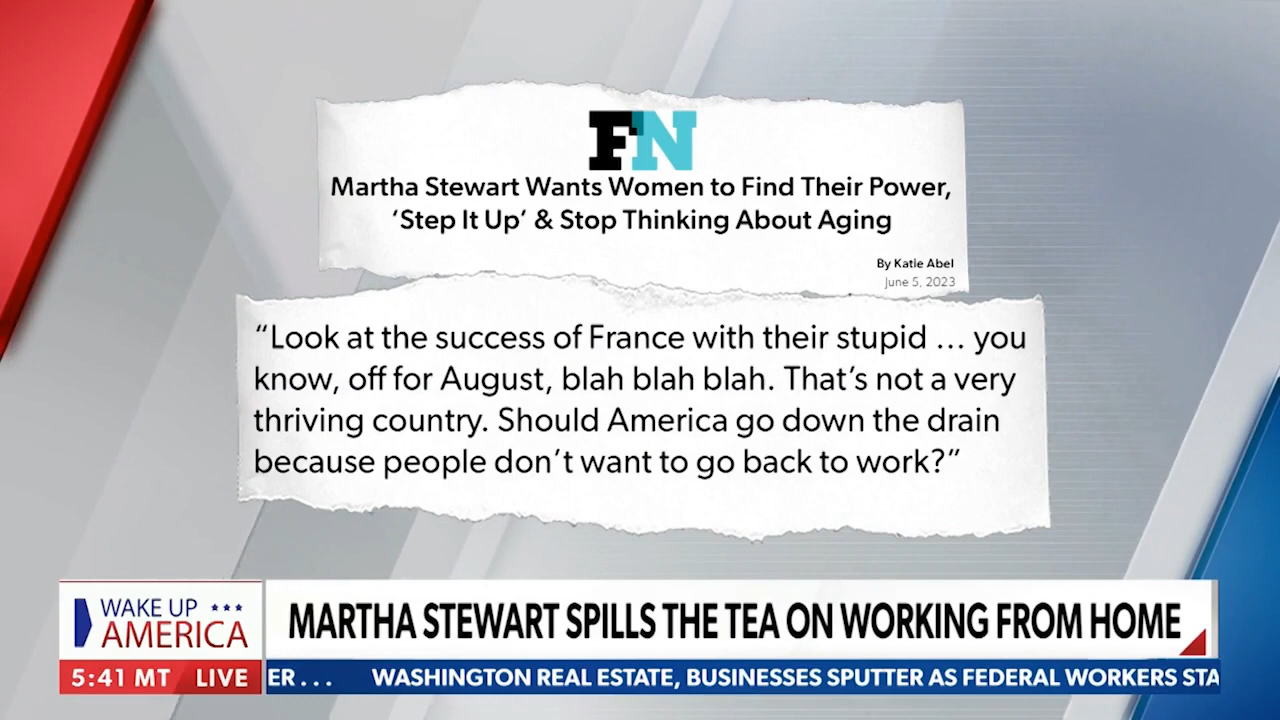 FN
Martha Stewart Wants Women to Find Their Power,
‘Step It Up’ & Stop Thinking About Aging
By Katie Abel
June 5, 2023
“Look at the success of France with their stupid ... you
know, off for August, blah blah blah. That’s not a very
thriving country. Should America go down the drain
because people don’t want to go back to work?”
WAKE UP
AMERICA
MARTHA STEWART SPILLS THE TEA ON WORKING FROM HOME
5:41 MT LIVE
ER... WASHINGTON REAL ESTATE, BUSINESSES SPUTTER AS FEDERAL WORKERS STA